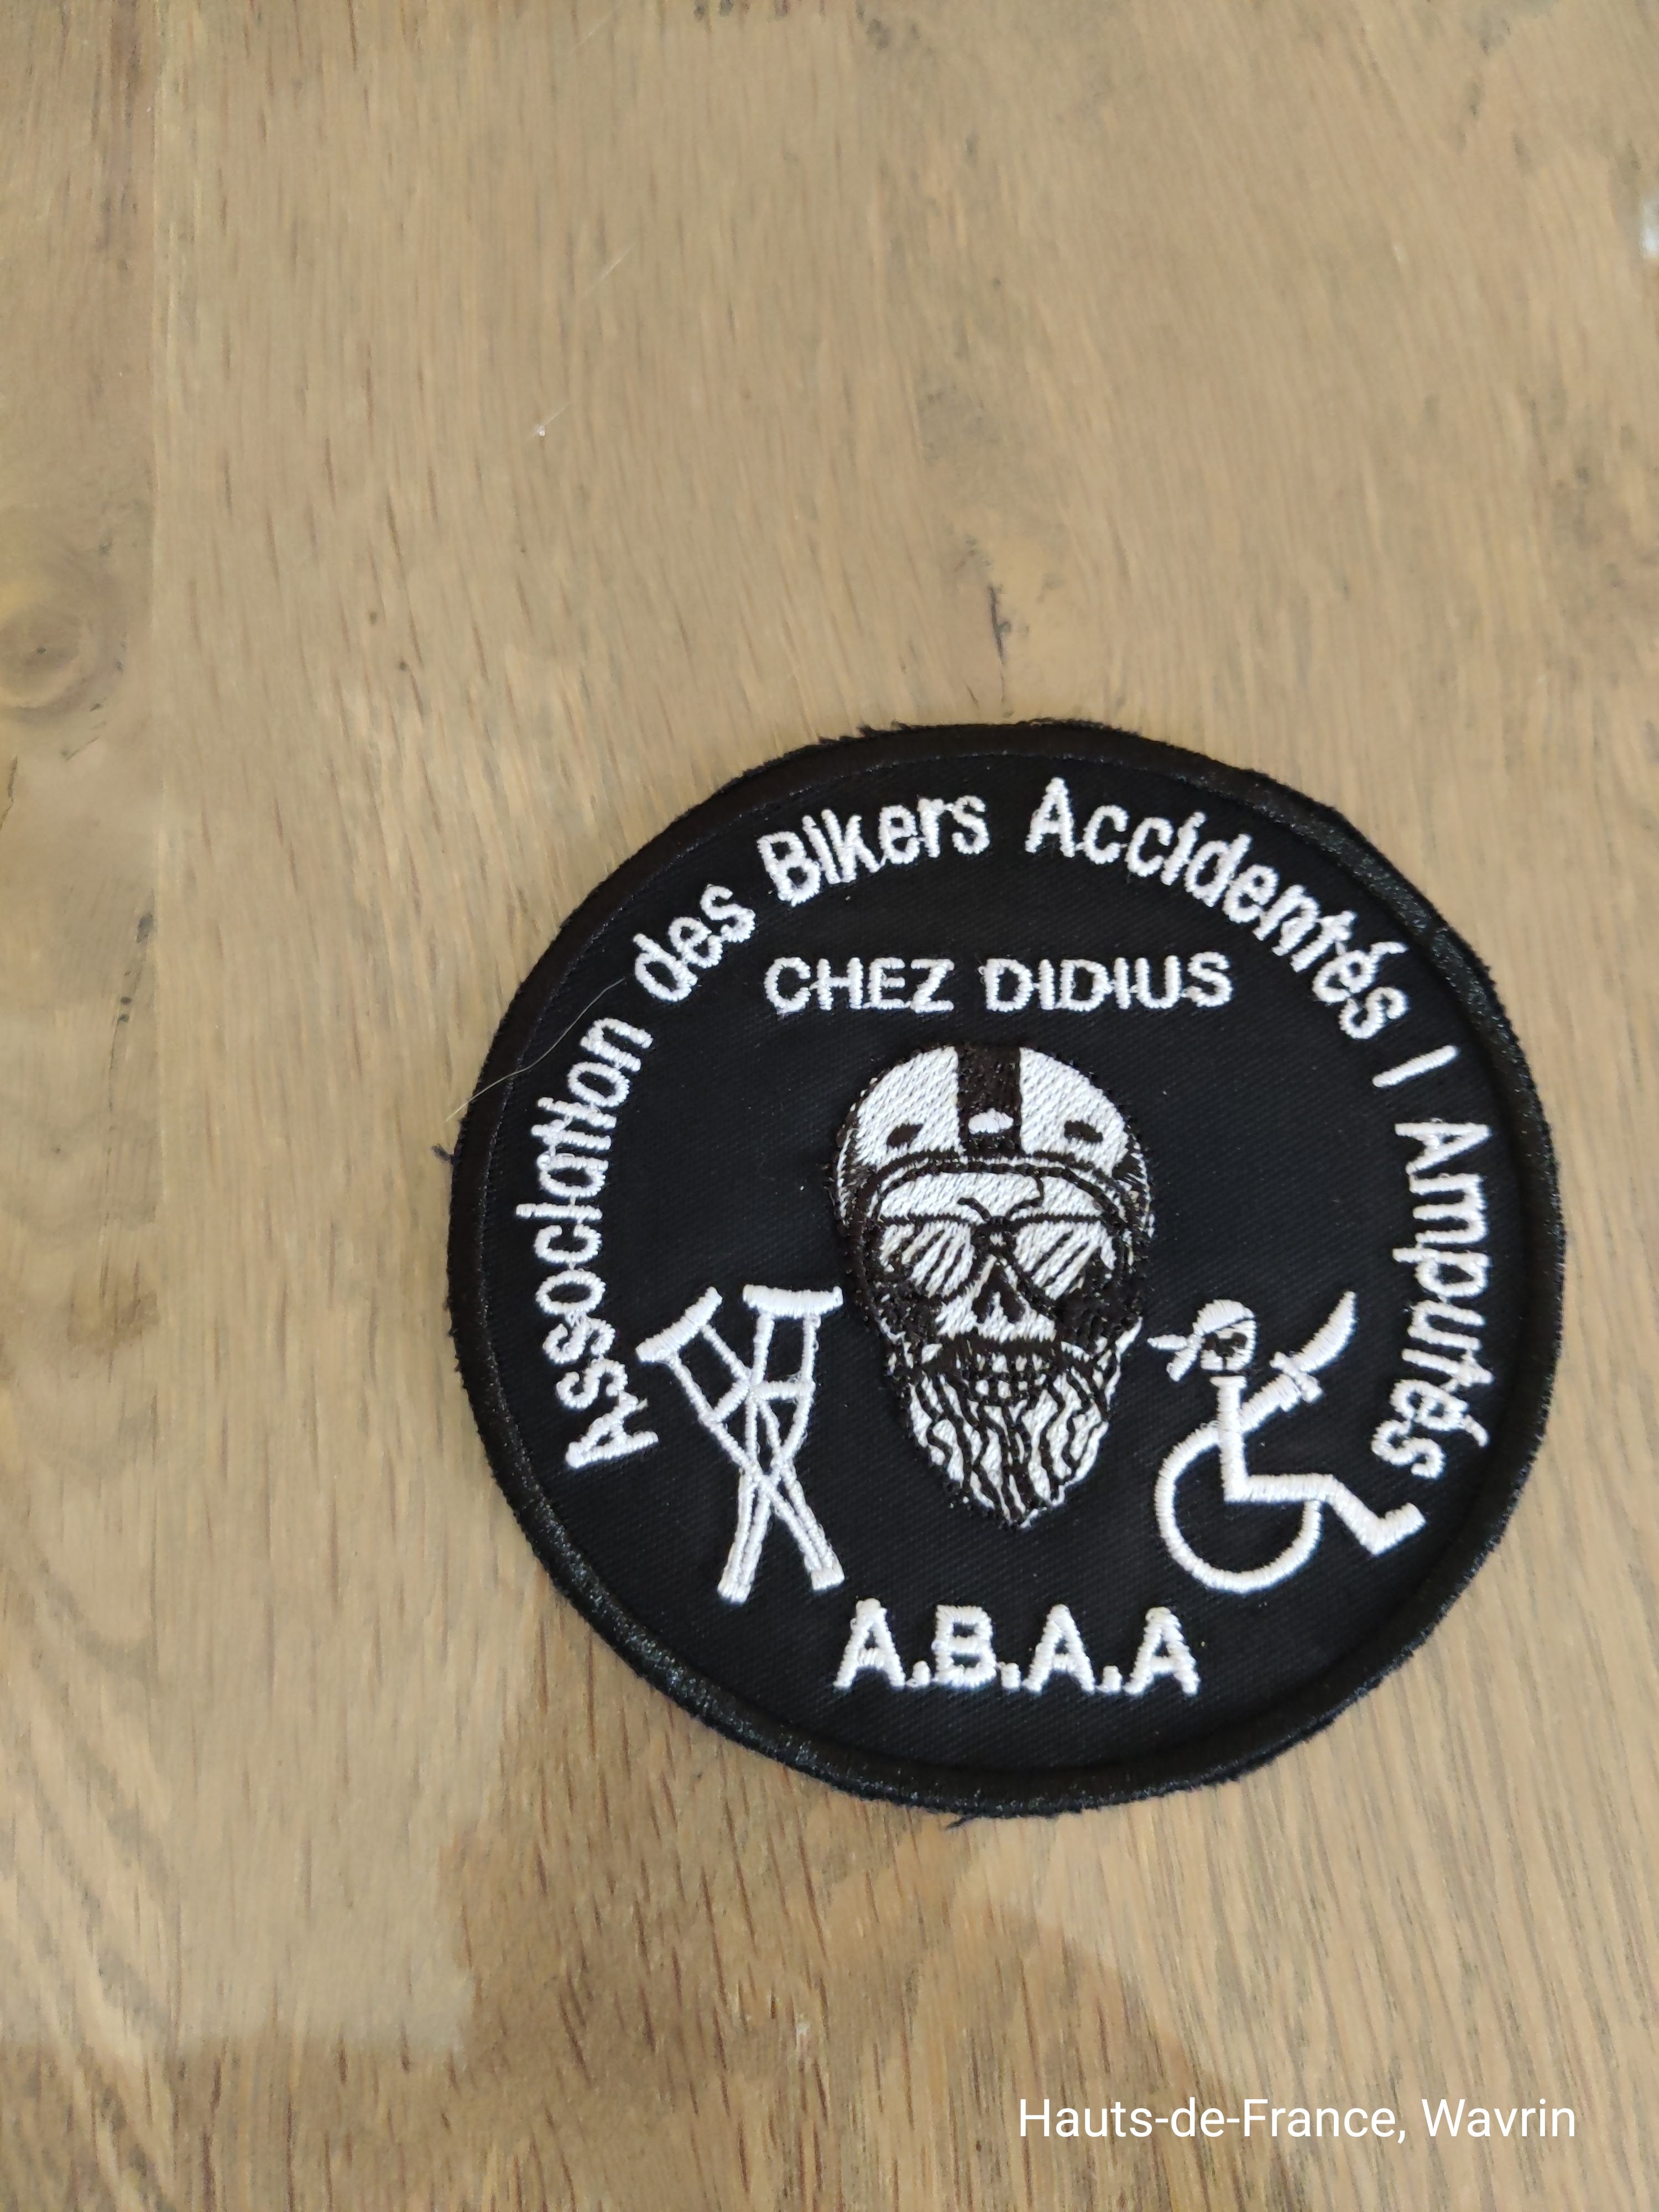 Association des Bikers Accidentés I Amputés
CHEZ DIDIUS
A.B.A.A
Hauts-de-France, Wavrin